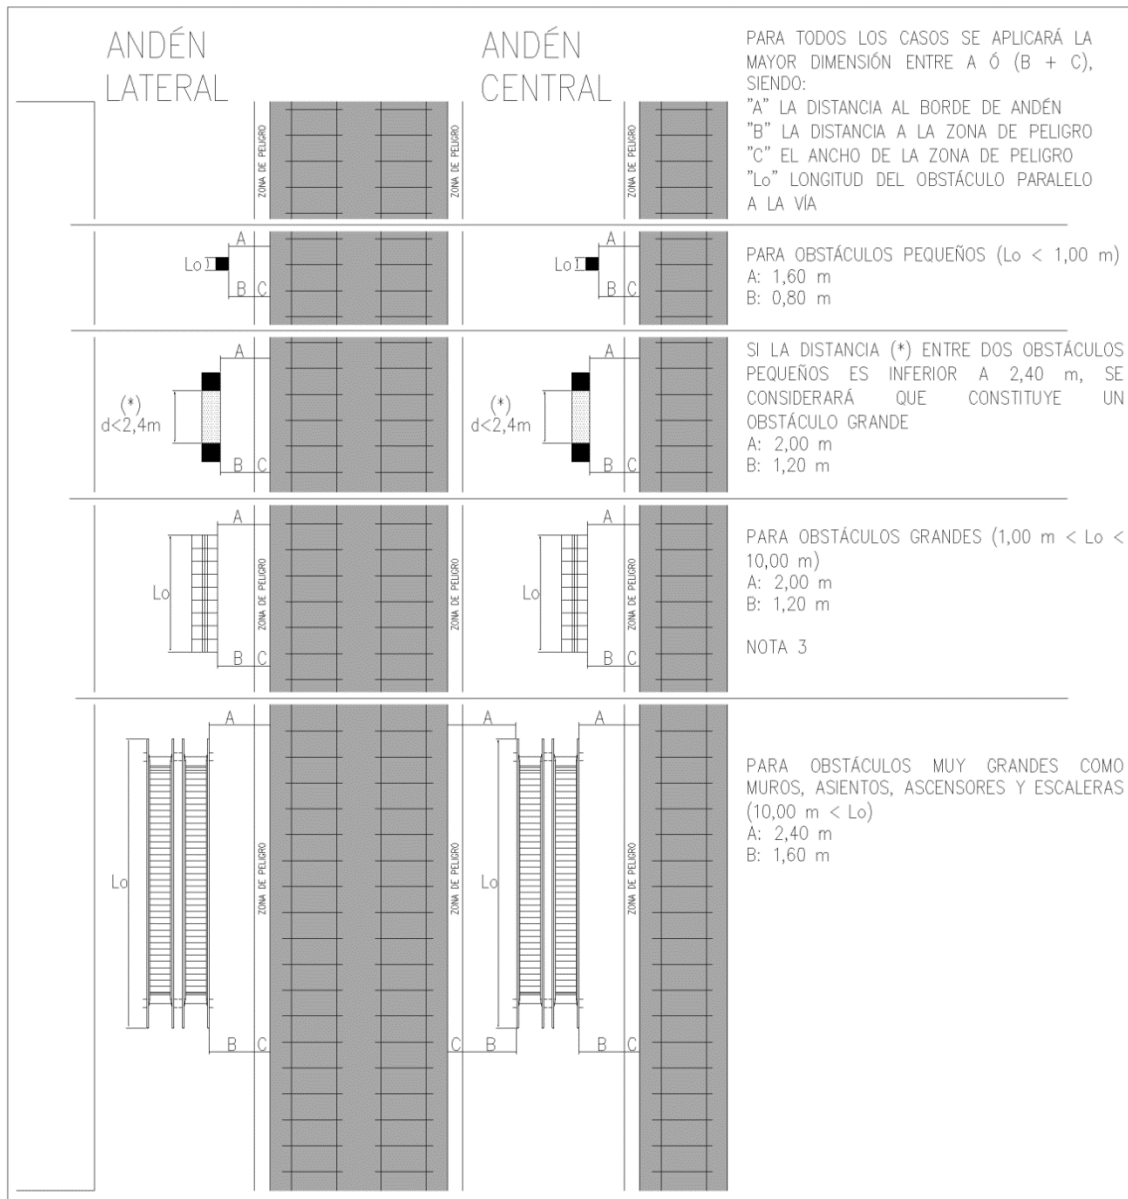 ANDÉN
LATERAL
ANDÉN
CENTRAL
PARA TODOS LOS CASOS SE APLICARÁ LA
MAYOR DIMENSIÓN ENTRE A Ó (B + C),
SIENDO:
"A" LA DISTANCIA AL BORDE DE ANDÉN
"B" LA DISTANCIA A LA ZONA DE PELIGRO
"C" EL ANCHO DE LA ZONA DE PELIGRO
"Lo" LONGITUD DEL OBSTÁCULO PARALELO
A LA VÍA
ZONA DE PELIGRO
ZONA DE PELIGRO
ZONA DE PELIGRO
A
Lo
B C
A
Lo
B C
PARA OBSTÁCULOS PEQUEÑOS (Lo < 1,00 m)
A: 1,60 m
B: 0,80 m
A
(*)
d<2,4m
B C
A
(*)
d<2,4m
B C
SI LA DISTANCIA (*) ENTRE DOS OBSTÁCULOS
PEQUEÑOS ES INFERIOR A 2,40 m, SE
CONSIDERARÁ QUE CONSTITUYE UN
OBSTÁCULO GRANDE
A: 2,00 m
B: 1,20 m
A
Lo
B C
ZONA DE PELIGRO
ZONA DE PELIGRO
A
Lo
B C
ZONA DE PELIGRO
PARA OBSTÁCULOS GRANDES (1,00 m < Lo <
10,00 m)
A: 2,00 m
B: 1,20 m
NOTA 3
A
Lo
B C
ZONA DE PELIGRO
ZONA DE PELIGRO
A
A
Lo
C B
B C
ZONA DE PELIGRO
PARA OBSTÁCULOS MUY GRANDES COMO
MUROS, ASIENTOS, ASCENSORES Y ESCALERAS
(10,00 m < Lo)
A: 2,40 m
B: 1,60 m